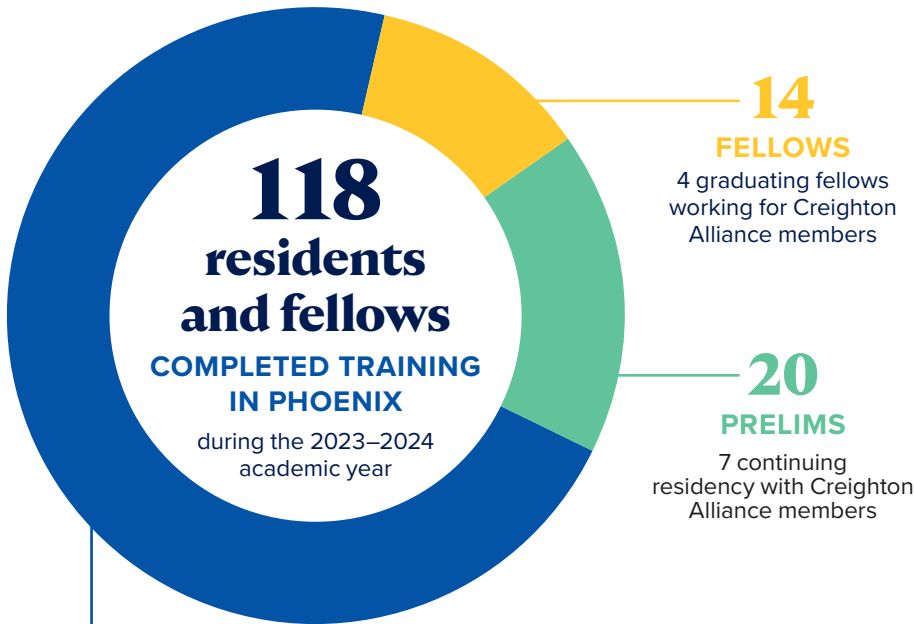 118
residents
and fellows
COMPLETED TRAINING
IN PHOENIX
during the 2023–2024
academic year
14
FELLOWS
4 graduating fellows
working for Creighton
Alliance members
20
PRELIMS
7 continuing
residency with Creighton
Alliance members